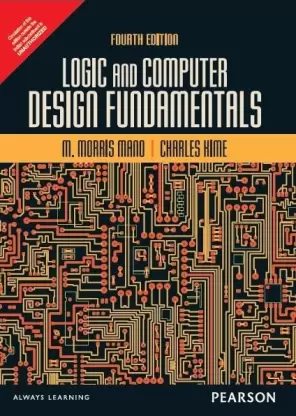 FOURTH EDITION
LOGIC AND COMPUTER
DESIGN FUNDAMENTALS
M. MORRIS MANO | CHARLES KIME
ALWAYS LEARNING
PEARSON